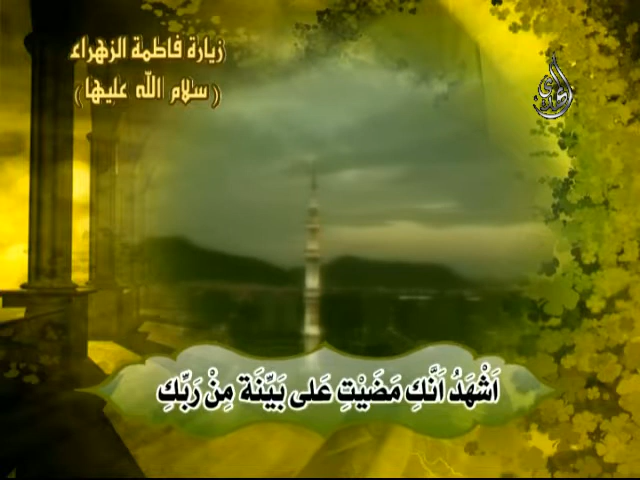 زيارة فاطمة الزهراء
(سلام الله عليها)
اَشْهَدُ اَنَّكِ مَضَيْتِ عَلى بَيِّنَة مِنْ رَبِّكِ